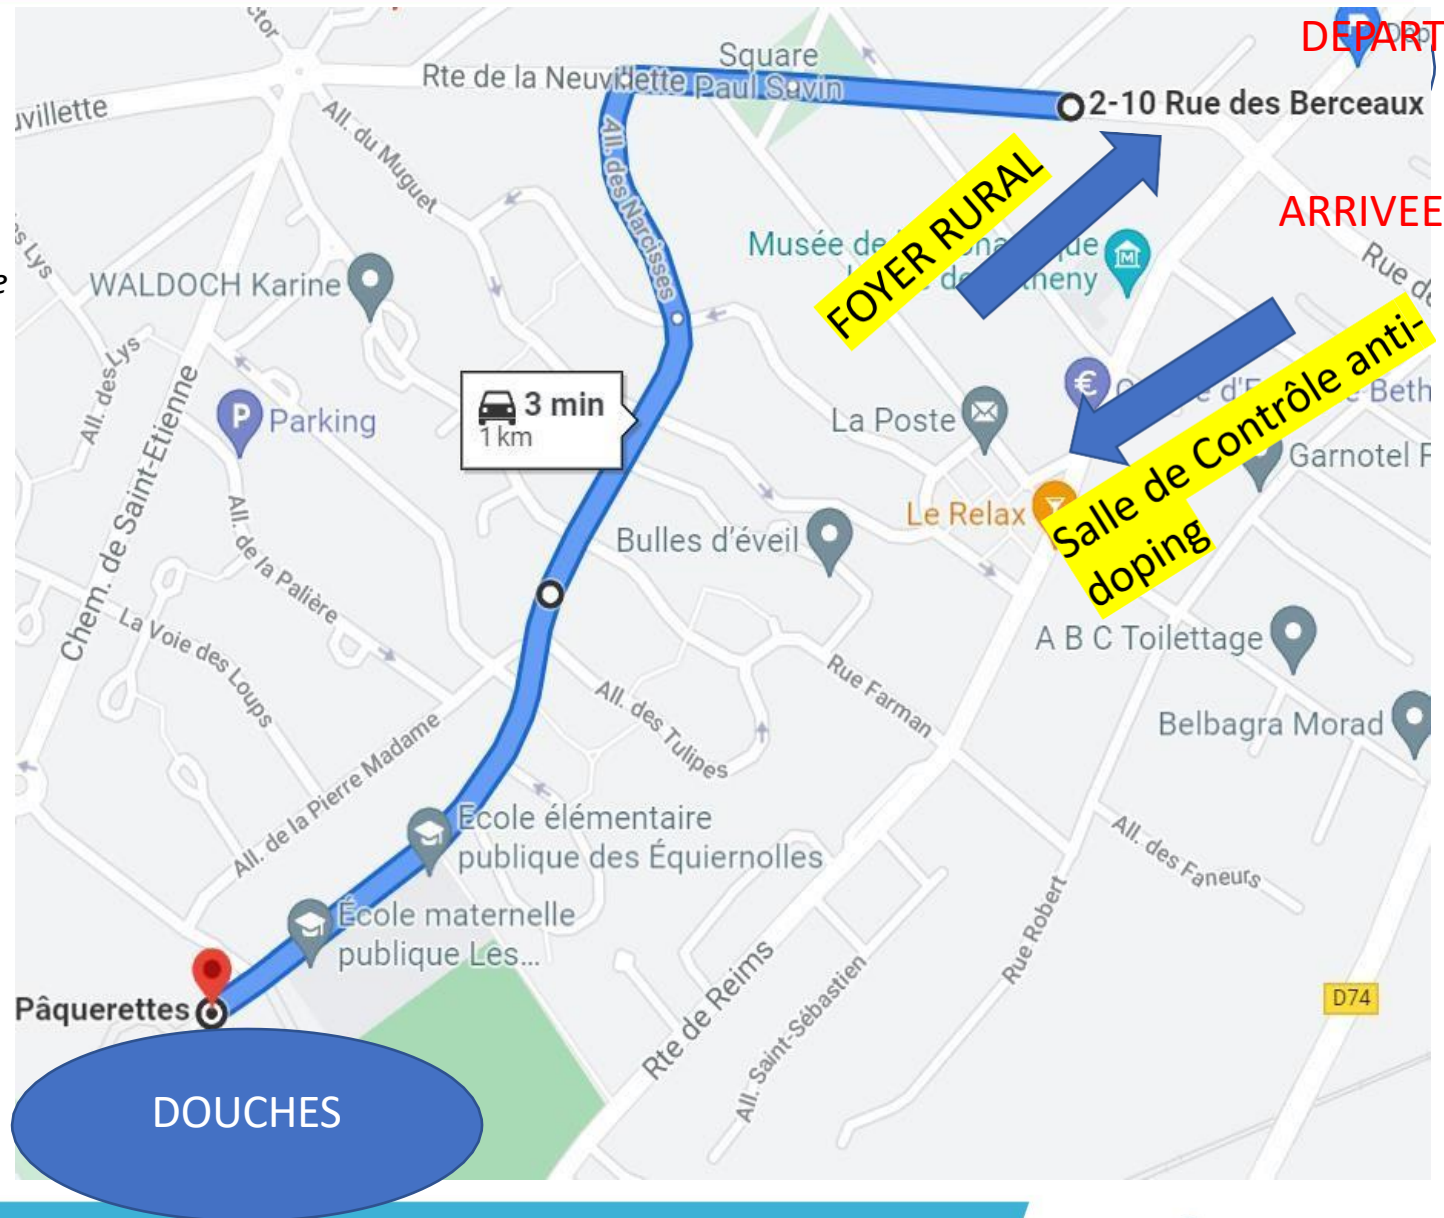 DEPART
Square
Paul Savin
Rte de la Neuvillette
2-10 Rue des Berceaux
uvillette
All. du Muguet
All. des Narcisses
FOYER RURAL
ARRIVEE
Musée de
WALDOCH Karine
Rue de
All. des Lys
3 min
1 km
Parking
P
La Poste
€
Beth
Salle de Contrôle anti-
doping
Garnotel F
Chem. de Saint-Etienne
Le Relax
Bulles d'éveil
All. de la Palière
A B C Toilettage
La Voie des Loups
Rue Farman
All. des Tulipes
Belbagra Morad
All. de la Pierre Madame
Ecole élémentaire
publique des Équiernolles
All. des Faneurs
École maternelle
publique Les...
Rue Robert
Rte de Reims
All. Saint-Sébastien
D74
Pâquerettes
DOUCHES